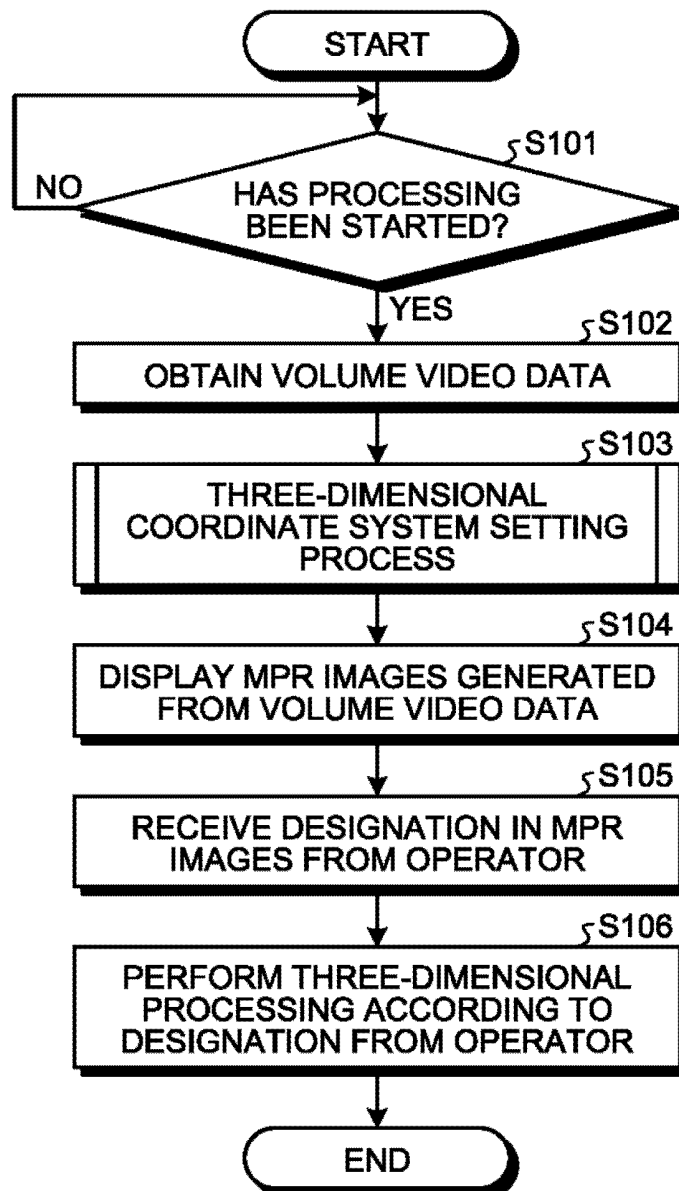 START
S101
NO
HAS PROCESSING
BEEN STARTED?
YES
S102
OBTAIN VOLUME VIDEO DATA
S103
THREE-DIMENSIONAL
COORDINATE SYSTEM SETTING
PROCESS
S104
DISPLAY MPR IMAGES GENERATED
FROM VOLUME VIDEO DATA
S105
RECEIVE DESIGNATION IN MPR
IMAGES FROM OPERATOR
S106
PERFORM THREE-DIMENSIONAL
PROCESSING ACCORDING TO
DESIGNATION FROM OPERATOR
END